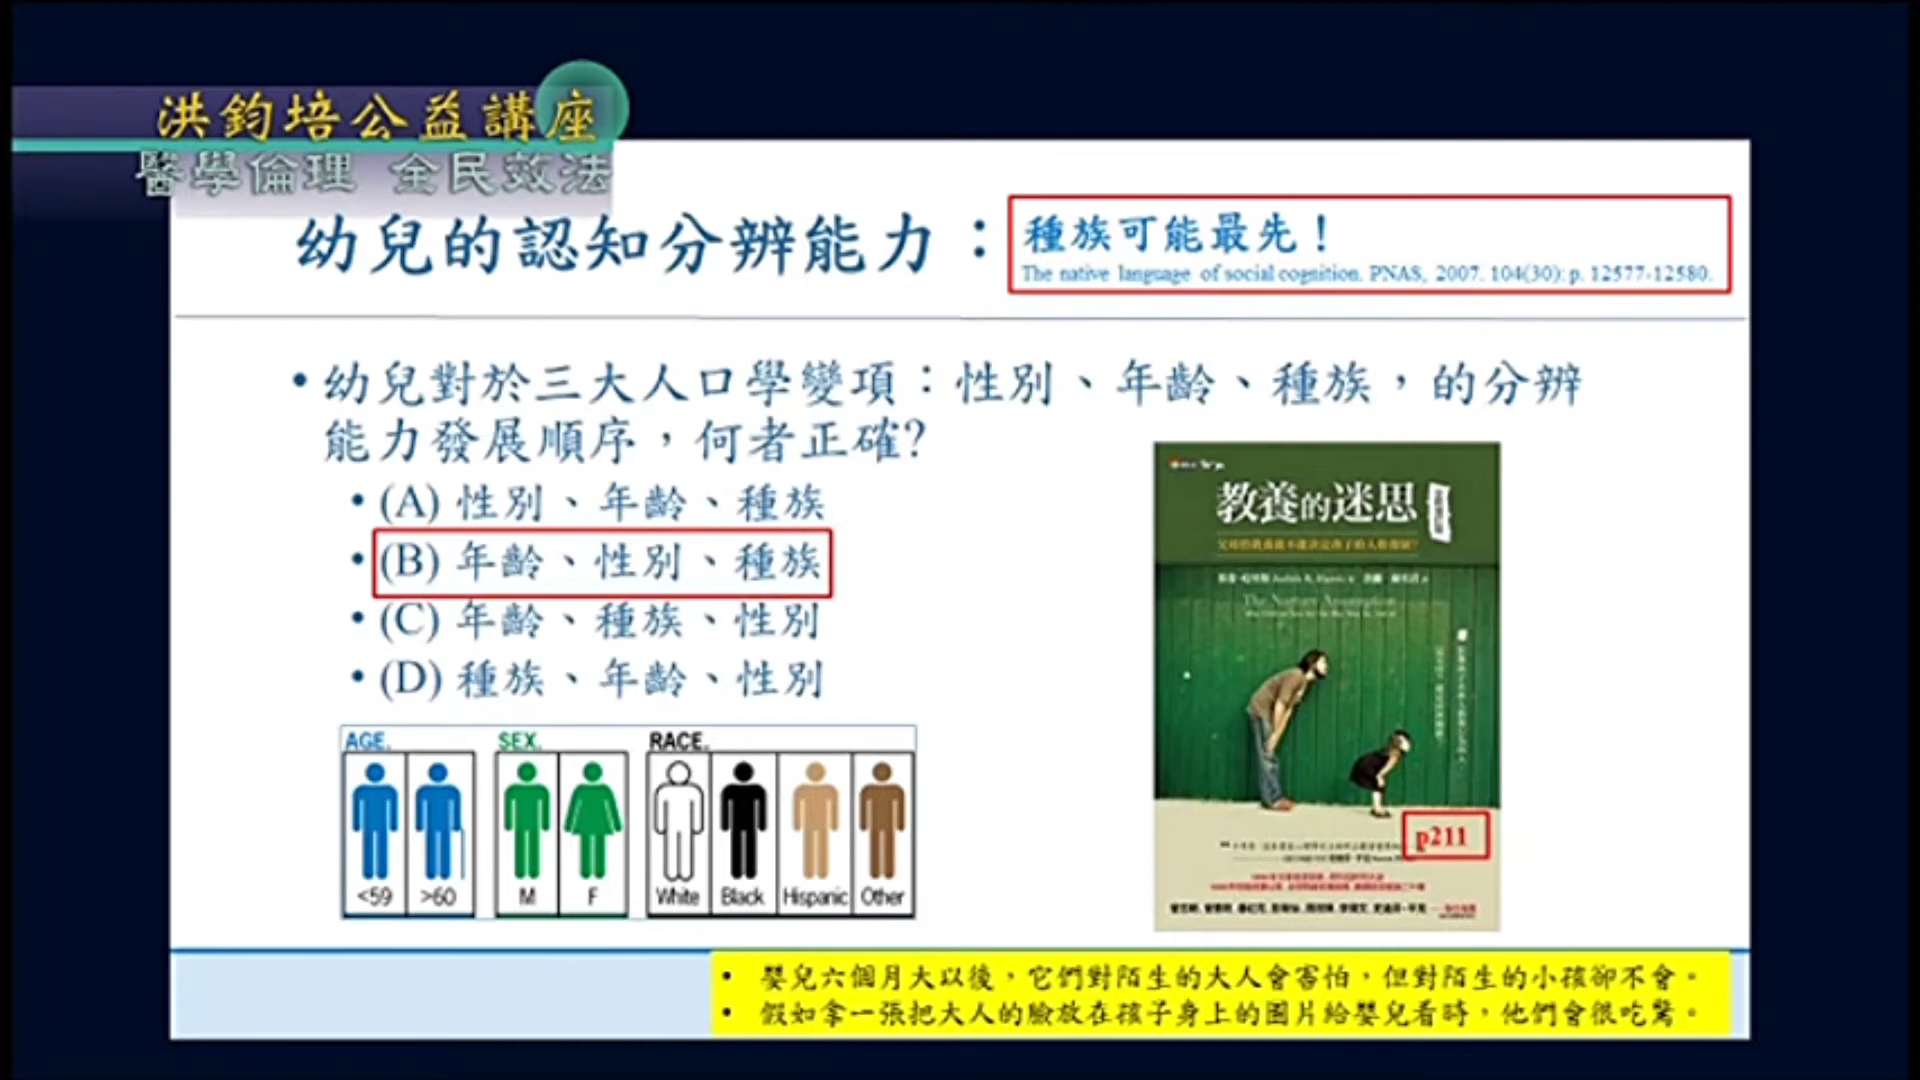 洪鈞培公益講座
醫學倫理 全民效法
幼兒的認知分辨能力：
種族可能最先！
The native language of social cognition. PNAS, 2007. 104(30): p. 12577-12580.
• 幼兒對於三大人口學變項：性別、年齡、種族，的分辨
能力發展順序，何者正確?
• (A) 性別、年齡、種族
• (B) 年齡、性別、種族
• (C) 年齡、種族、性別
• (D) 種族、年齡、性別
AGE. SEX. RACE.
<59 >60 M F White Black Hispanic Other
教養的迷思
The Nurture Assumption
p211
• 嬰兒六個月大以後，它們對陌生的大人會害怕，但對陌生的小孩卻不會。
• 假如拿一張把大人的臉放在孩子身上的圖片給嬰兒看時，他們會很吃驚。